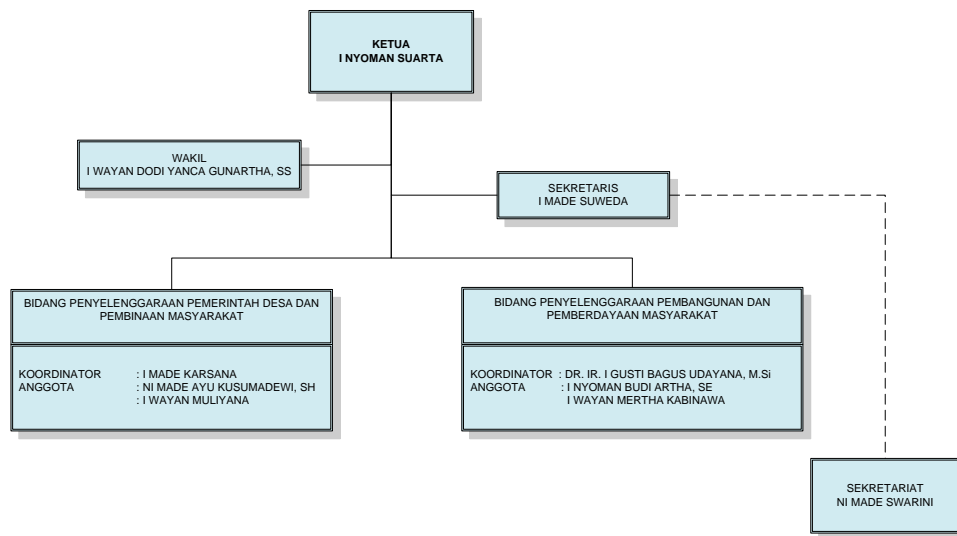 KETUA
I NYOMAN SUARTA
WAKIL
I WAYAN DODI YANCA GUNARTHA, SS
SEKRETARIS
I MADE SUWEDA
BIDANG PENYELENGGARAAN PEMERINTAH DESA DAN
PEMBINAAN MASYARAKAT
KOORDINATOR : I MADE KARSANA
ANGGOTA : NI MADE AYU KUSUMADEWI, SH
: I WAYAN MULIYANA
BIDANG PENYELENGGARAAN PEMBANGUNAN DAN
PEMBERDAYAAN MASYARAKAT
KOORDINATOR : DR. IR. I GUSTI BAGUS UDAYANA, M.Si
ANGGOTA : I NYOMAN BUDI ARTHA, SE
I WAYAN MERTHA KABINAWA
SEKRETARIAT
NI MADE SWARINI